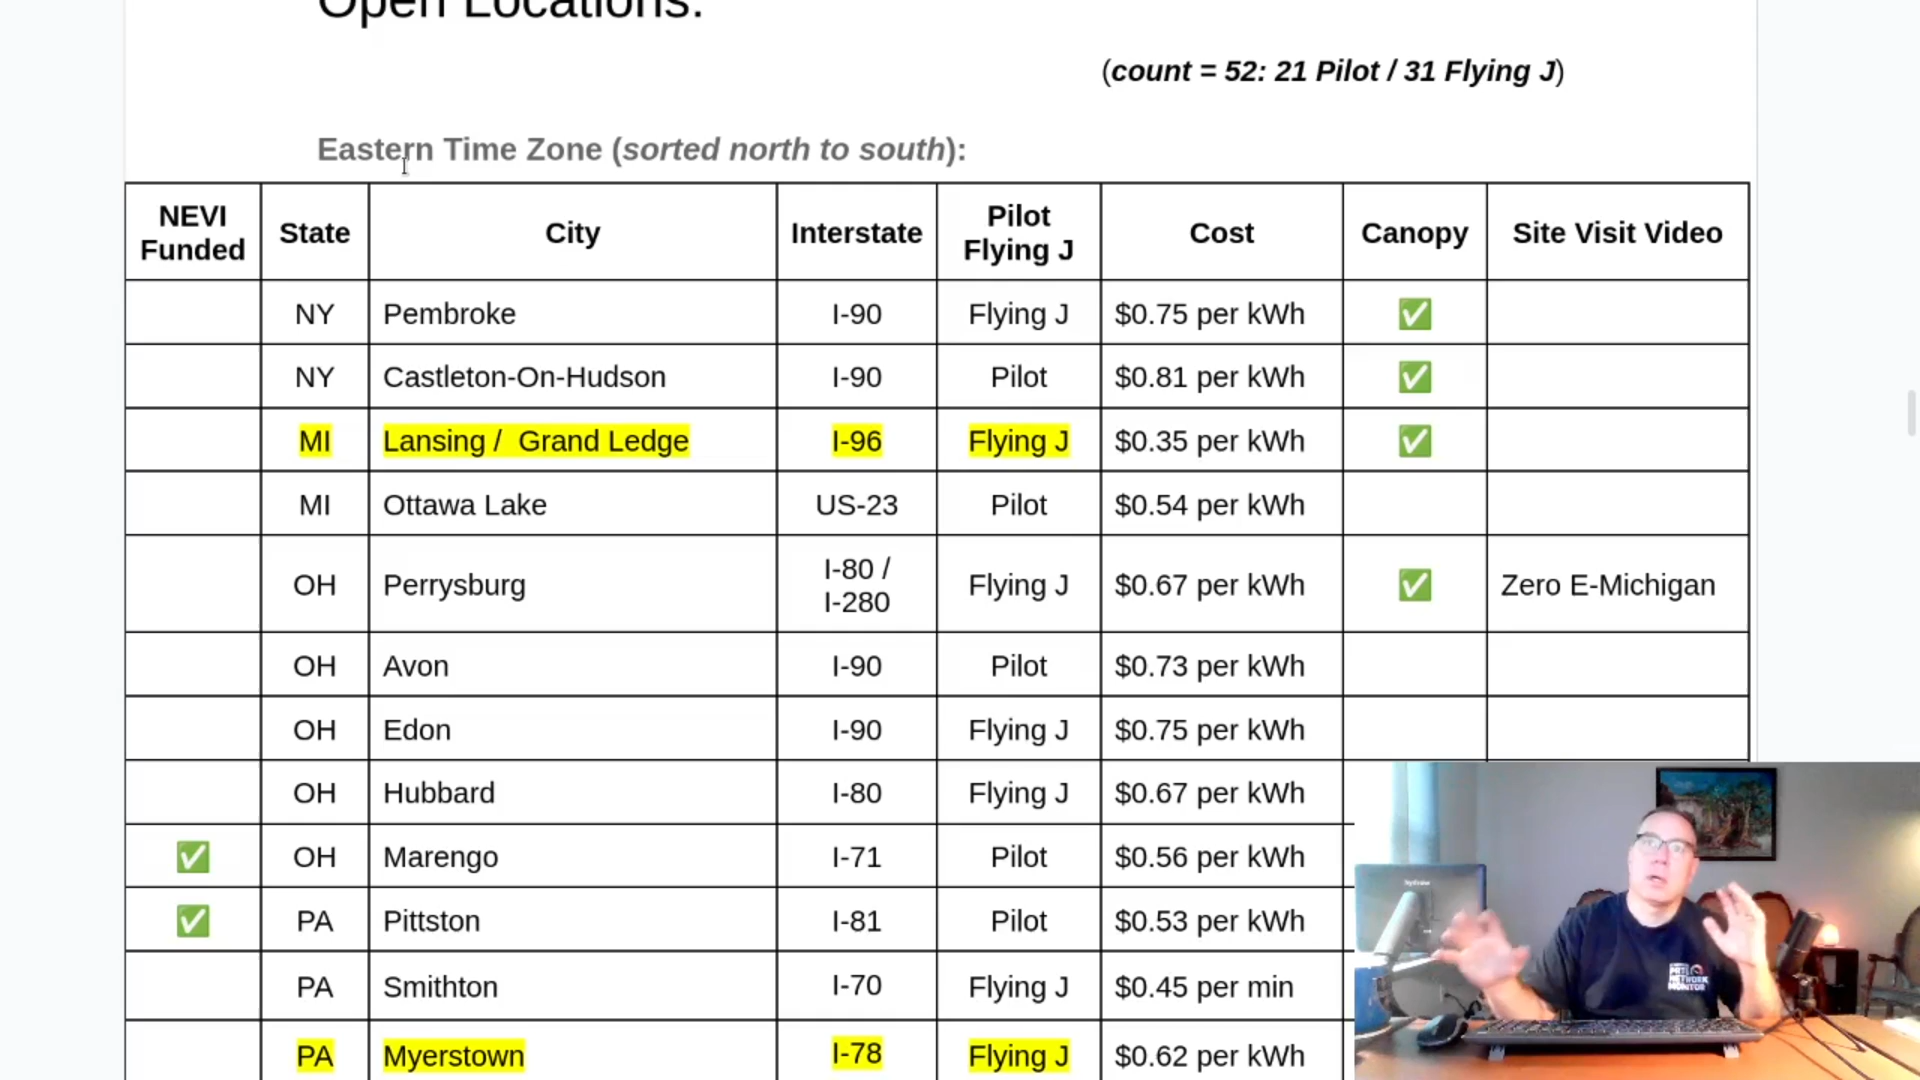 Open Locations:
(count = 52: 21 Pilot / 31 Flying J)
Eastern Time Zone (sorted north to south):
NEVI Funded State City Interstate Pilot Flying J Cost Canopy Site Visit Video
NY Pembroke I-90 Flying J $0.75 per kWh ✅
NY Castleton-On-Hudson I-90 Pilot $0.81 per kWh ✅
MI Lansing / Grand Ledge I-96 Flying J $0.35 per kWh ✅
MI Ottawa Lake US-23 Pilot $0.54 per kWh
OH Perrysburg I-80 / I-280 Flying J $0.67 per kWh ✅ Zero E-Michigan
OH Avon I-90 Pilot $0.73 per kWh
OH Edon I-90 Flying J $0.75 per kWh
OH Hubbard I-80 Flying J $0.67 per kWh
✅ OH Marengo I-71 Pilot $0.56 per kWh
✅ PA Pittston I-81 Pilot $0.53 per kWh
PA Smithton I-70 Flying J $0.45 per min
PA Myerstown I-78 Flying J $0.62 per kWh
NETWORK
MONITOR